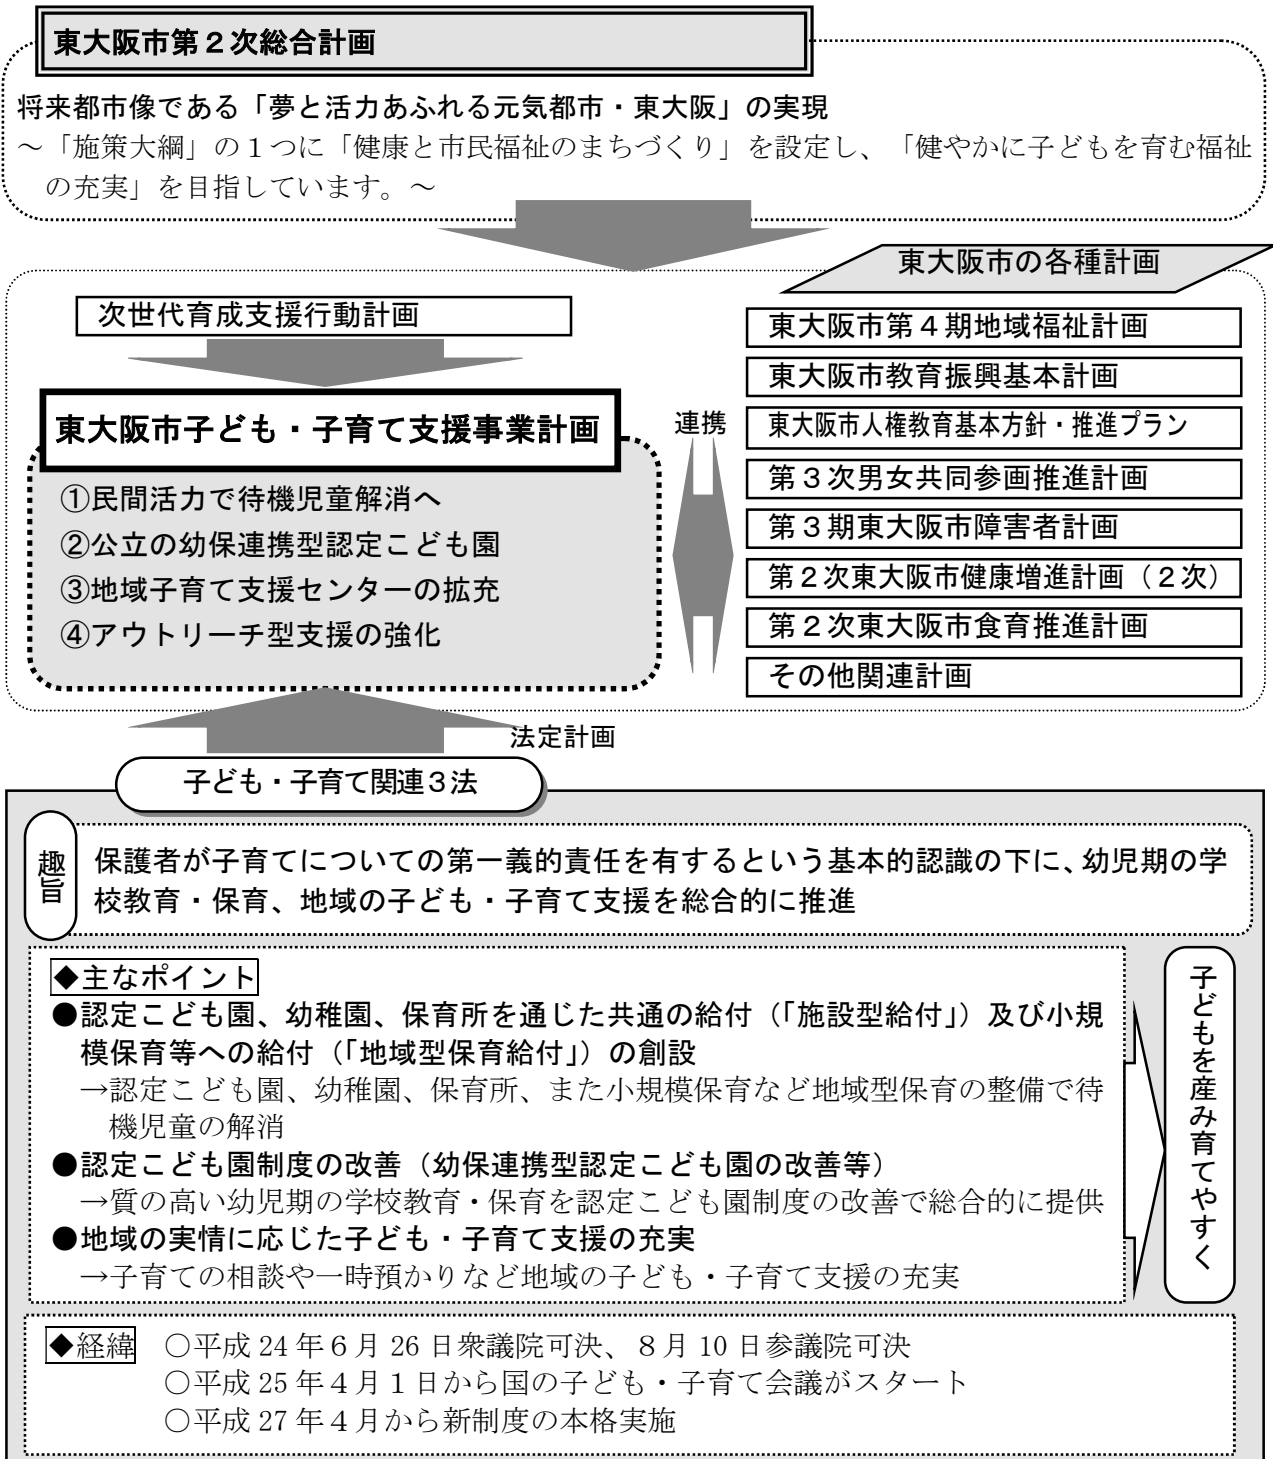 東大阪市第２次総合計画
将来都市像である「夢と活力あふれる元気都市・東大阪」の実現
～「施策大綱」の１つに「健康と市民福祉のまちづくり」を設定し、「健やかに子どもを育む福祉
の充実」を目指しています。～
東大阪市の各種計画
次世代育成支援行動計画
東大阪市子ども・子育て支援事業計画
①民間活力で待機児童解消へ
②公立の幼保連携型認定こども園
③地域子育て支援センターの拡充
④アウトリーチ型支援の強化
連携
東大阪市第４期地域福祉計画
東大阪市教育振興基本計画
東大阪市人権教育基本方針・推進プラン
第３次男女共同参画推進計画
第３期東大阪市障害者計画
第２次東大阪市健康増進計画（２次）
第２次東大阪市食育推進計画
その他関連計画
法定計画
子ども・子育て関連３法
趣旨
保護者が子育てについての第一義的責任を有するという基本的認識の下に、幼児期の学
校教育・保育、地域の子ども・子育て支援を総合的に推進
◆主なポイント
●認定こども園、幼稚園、保育所を通じた共通の給付（「施設型給付」）及び小規
模保育等への給付（「地域型保育給付」）の創設
→認定こども園、幼稚園、保育所、また小規模保育など地域型保育の整備で待
機児童の解消
●認定こども園制度の改善（幼保連携型認定こども園の改善等）
→質の高い幼児期の学校教育・保育を認定こども園制度の改善で総合的に提供
●地域の実情に応じた子ども・子育て支援の充実
→子育ての相談や一時預かりなど地域の子ども・子育て支援の充実
子どもを産み育てやすく
◆経緯 ○平成 24 年６月 26 日衆議院可決、８月 10 日参議院可決
○平成 25 年４月１日から国の子ども・子育て会議がスタート
○平成 27 年４月から新制度の本格実施